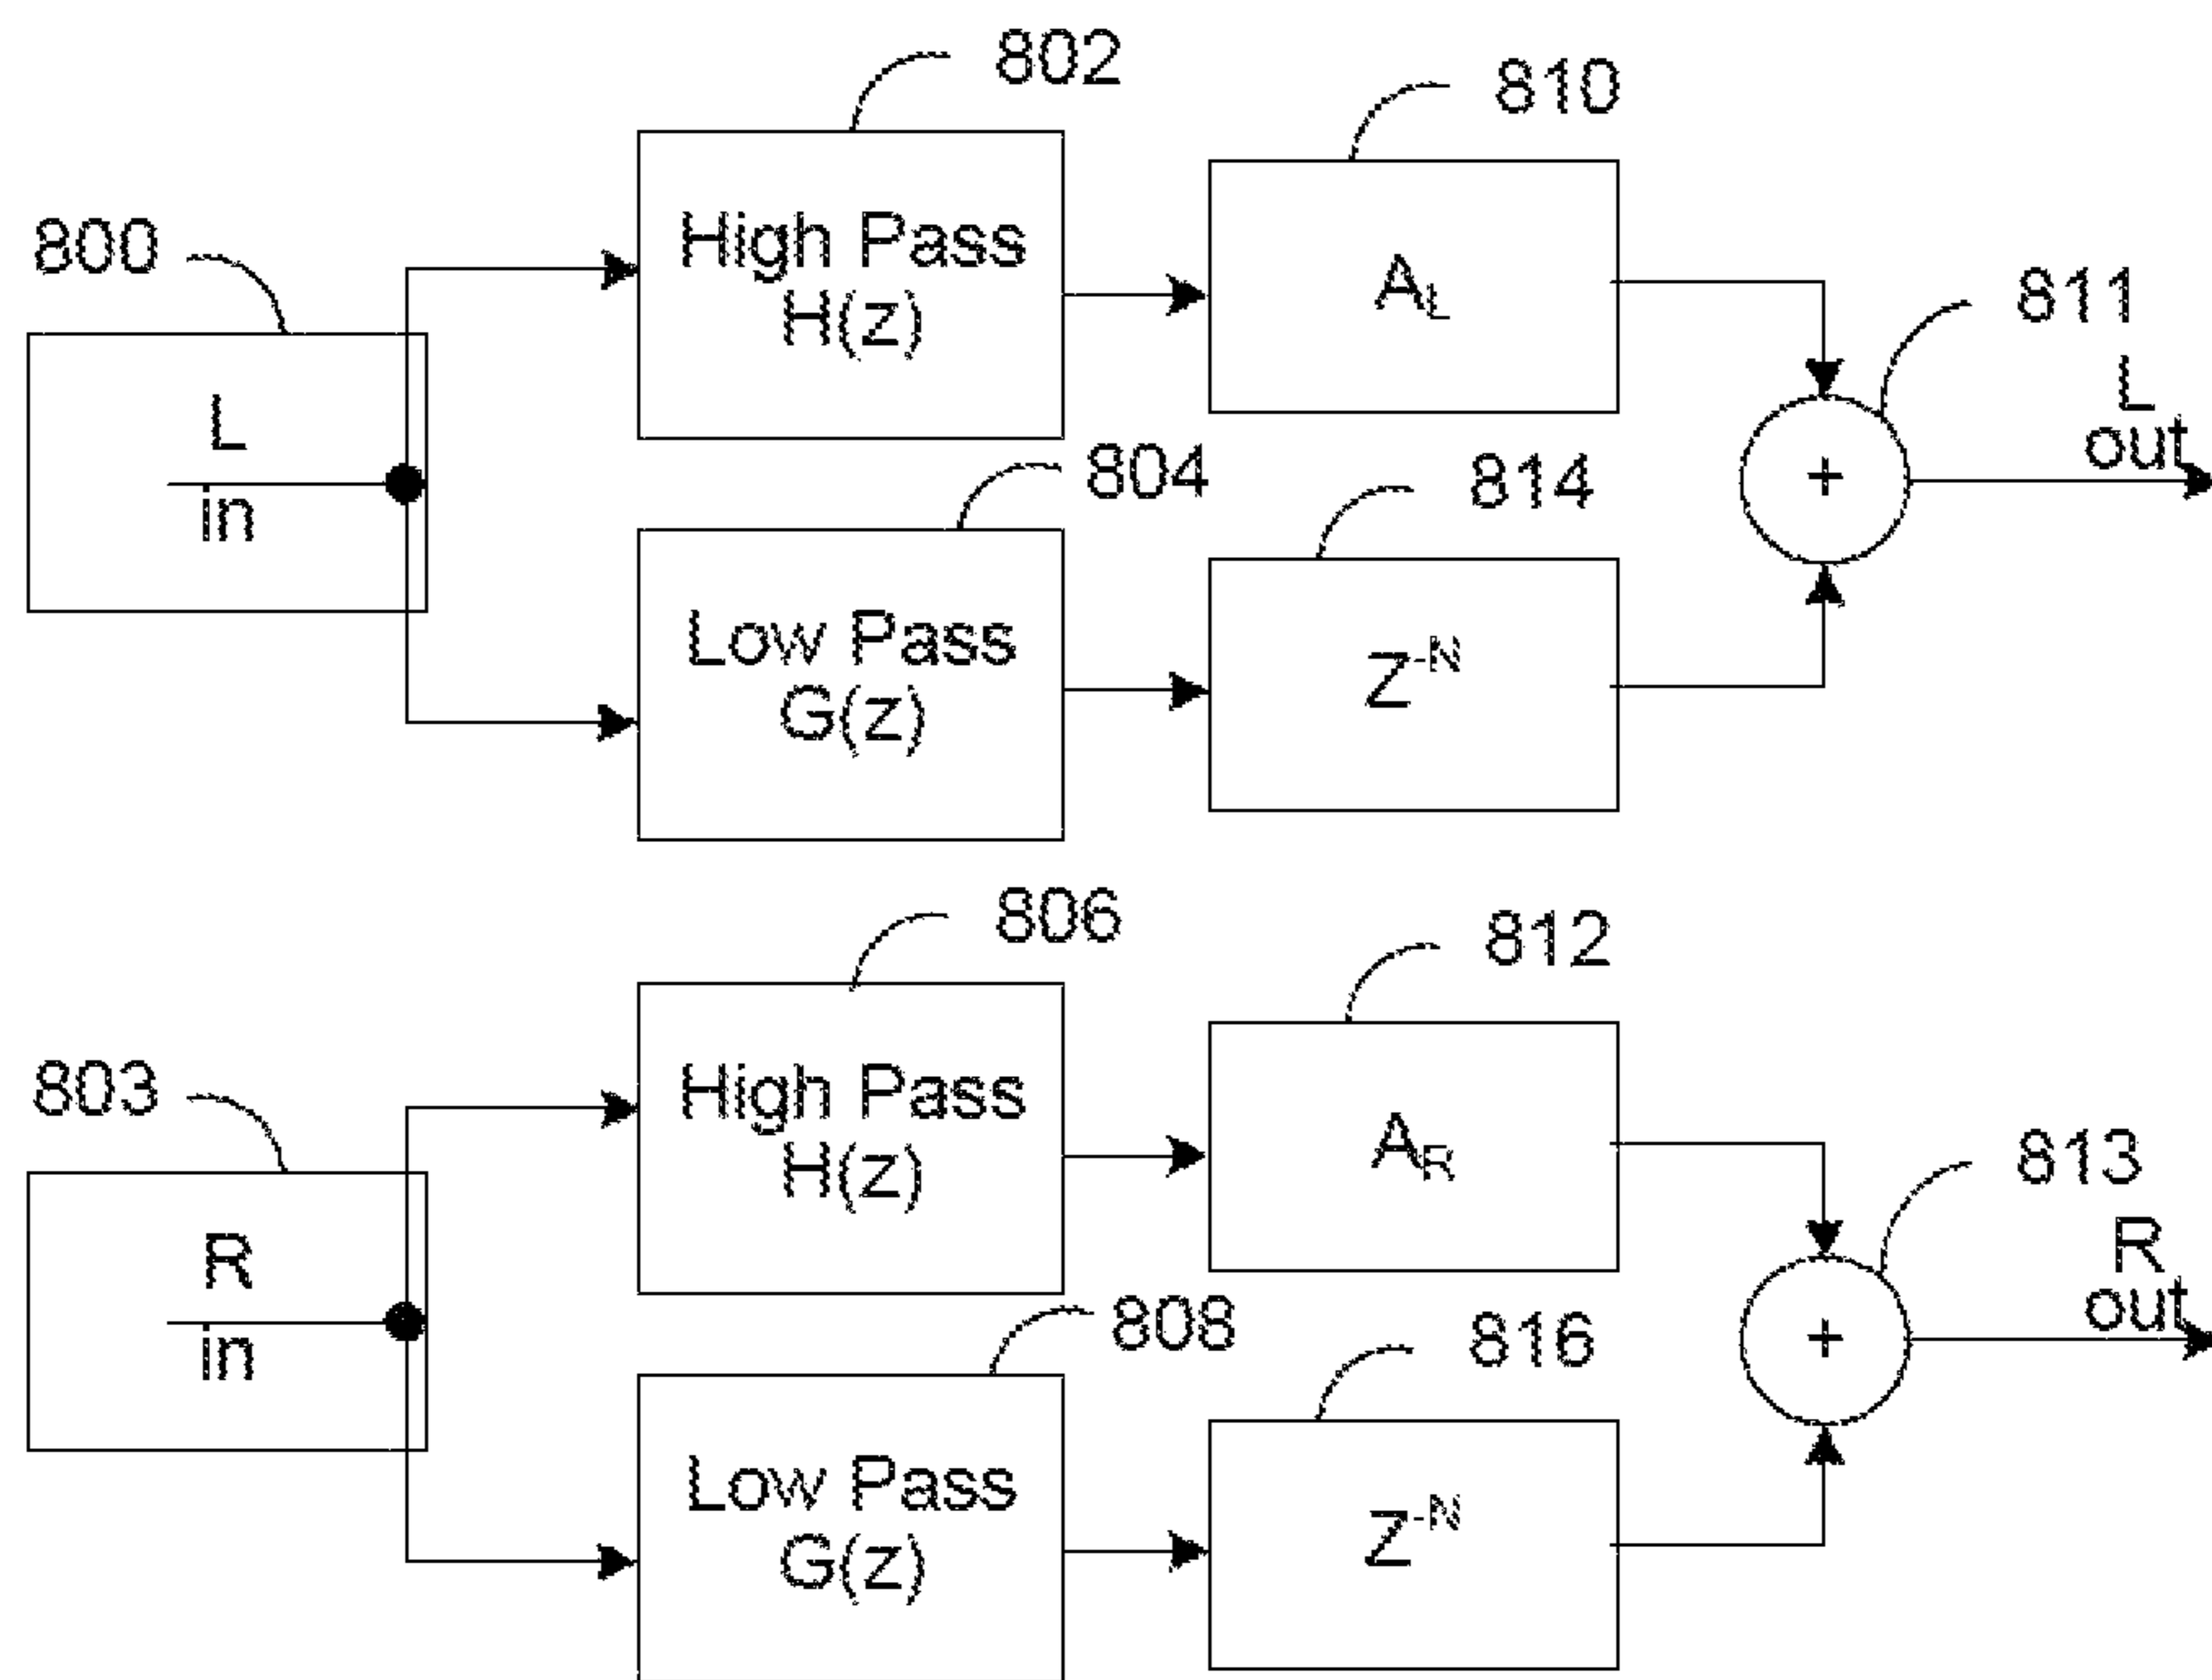 802
810
800
High Pass
H(z)
A_L
811
L
in
L
out
804
814
Low Pass
G(z)
Z^-N
806
812
803
High Pass
H(z)
A_R
813
R
in
R
out
808
816
Low Pass
G(z)
Z^-N
+
+